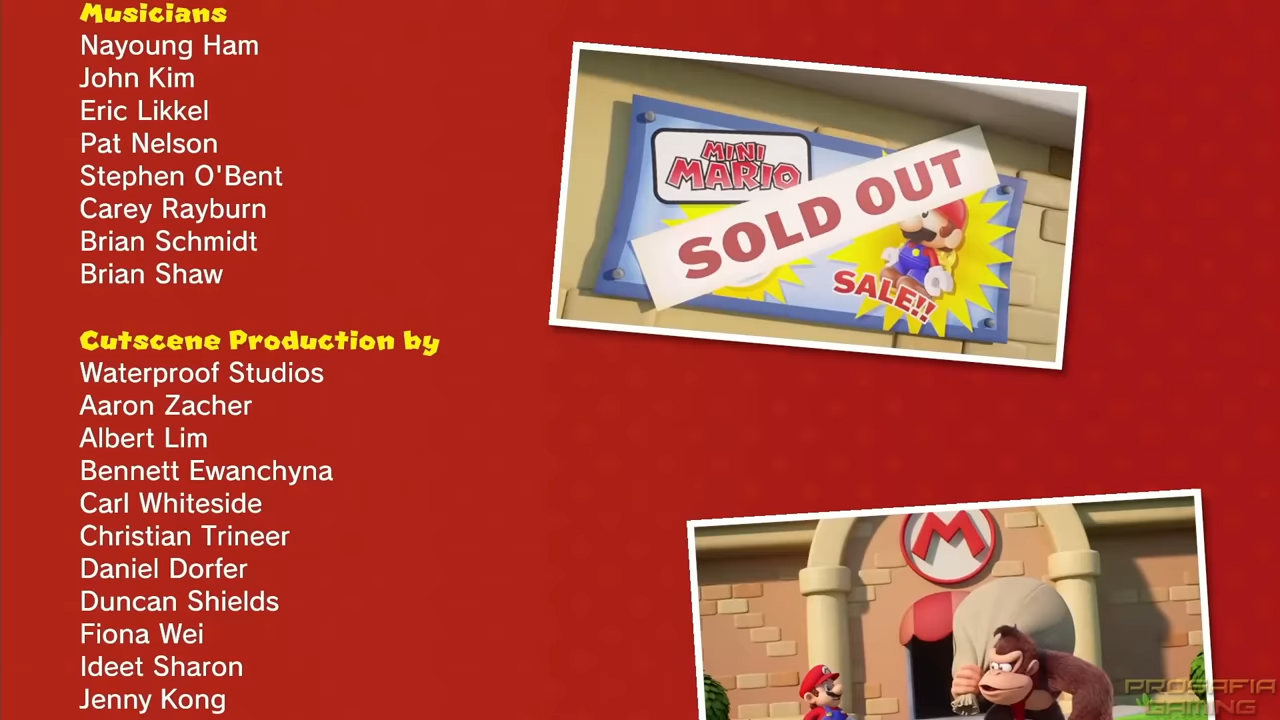 Musicians
Nayoung Ham
John Kim
Eric Likkel
Pat Nelson
Stephen O'Bent
Carey Rayburn
Brian Schmidt
Brian Shaw
Cutscene Production by
Waterproof Studios
Aaron Zacher
Albert Lim
Bennett Ewanchyna
Carl Whiteside
Christian Trineer
Daniel Dorfer
Duncan Shields
Fiona Wei
Ideet Sharon
Jenny Kong
MINI
MARIO
SOLD OUT
SALE!!
M
PROGAFIA
GAMING